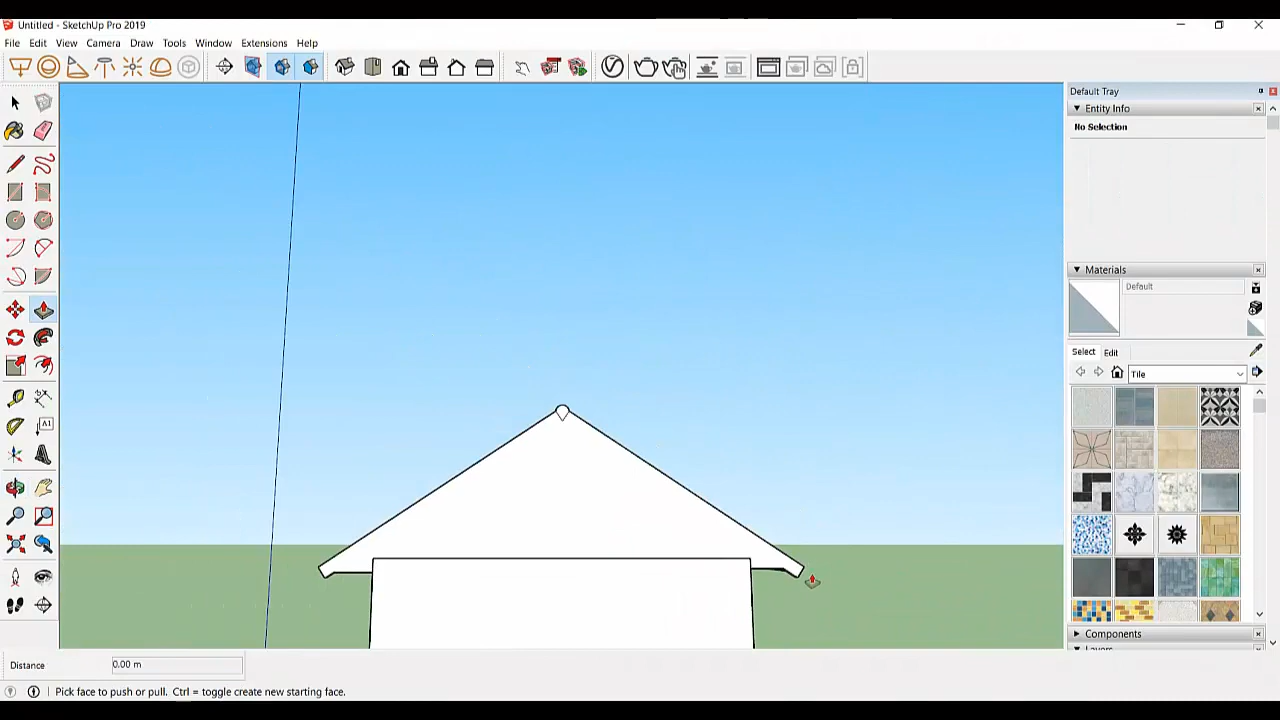 Untitled - SketchUp Pro 2019
File Edit View Camera Draw Tools Window Extensions Help
Default Tray
Entity Info
No Selection
A1
Materials
Default
Select Edit
Tile
Components
Layers
Distance 0.00 m
Pick face to push or pull. Ctrl = toggle create new starting face.